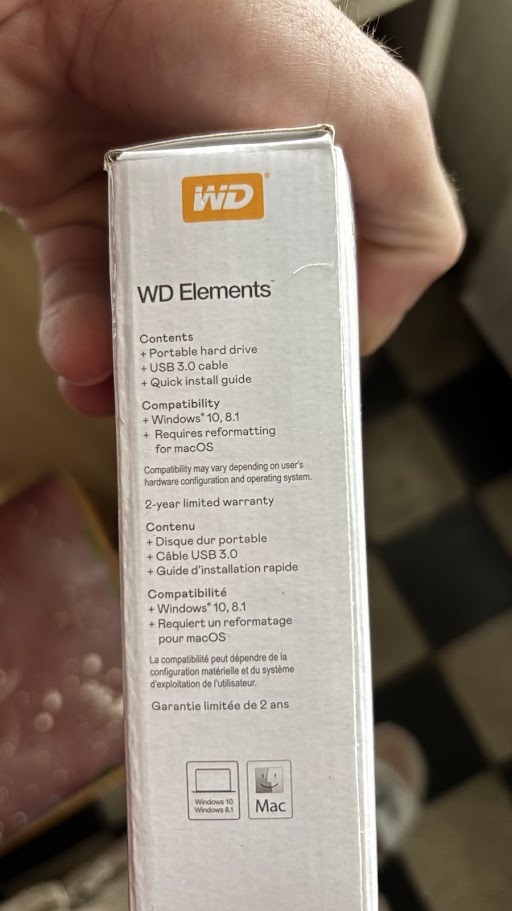 WD®
WD Elements™
Contents
+ Portable hard drive
+ USB 3.0 cable
+ Quick install guide
Compatibility
+ Windows® 10, 8.1
+ Requires reformatting
for macOS
Compatibility may vary depending on user's
hardware configuration and operating system.
2-year limited warranty
Contenu
+ Disque dur portable
+ Câble USB 3.0
+ Guide d'installation rapide
Compatibilité
+ Windows® 10, 8.1
+ Requiert un reformatage
pour macOS
La compatibilité peut dépendre de la
configuration matérielle et du système
d'exploitation de l'utilisateur.
Garantie limitée de 2 ans
Windows 10
Windows 8.1
Mac